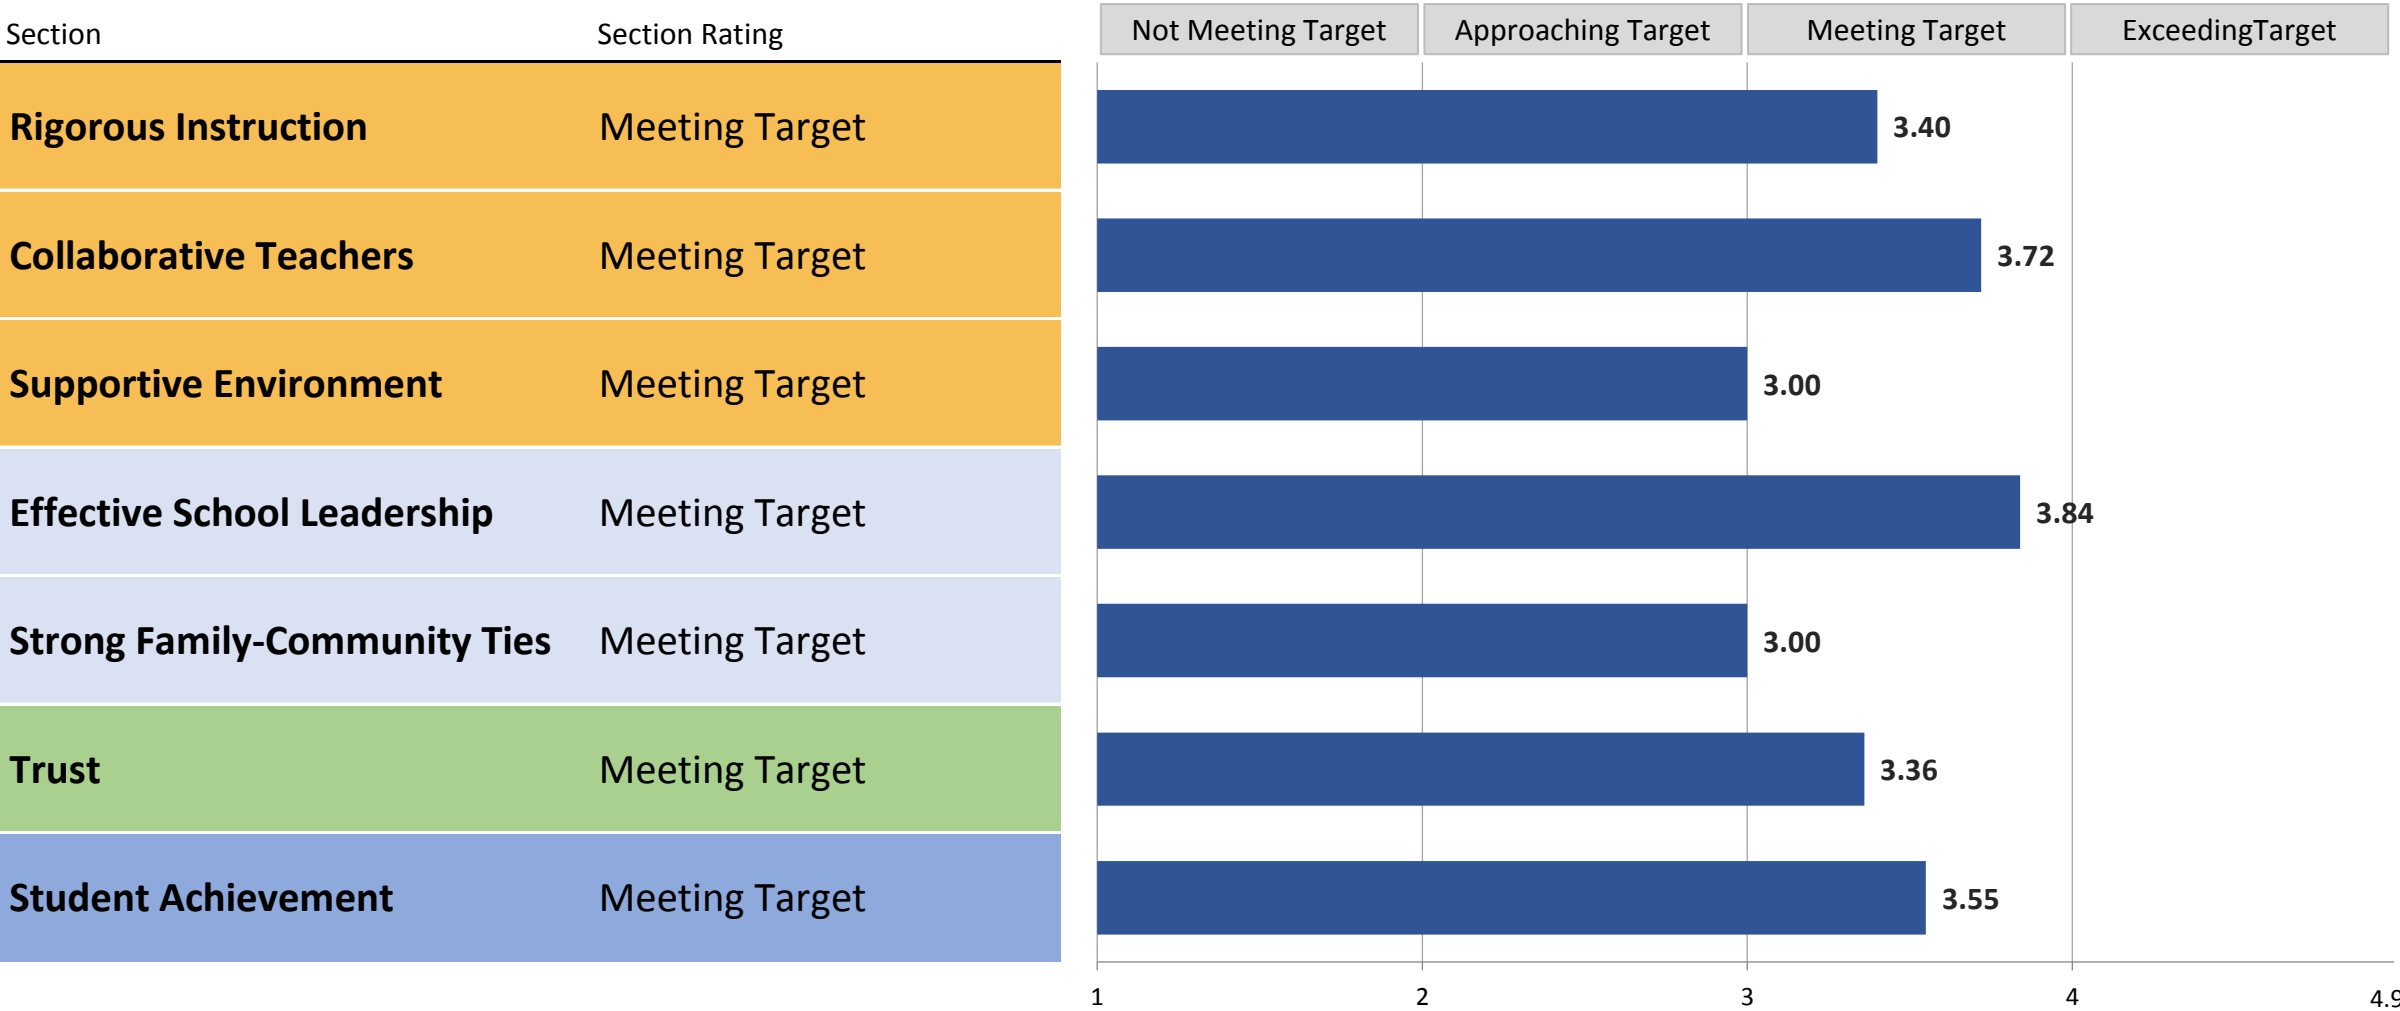 Section Section Rating Not Meeting Target Approaching Target Meeting Target ExceedingTarget
Rigorous Instruction Meeting Target 3.40
Collaborative Teachers Meeting Target 3.72
Supportive Environment Meeting Target 3.00
Effective School Leadership Meeting Target 3.84
Strong Family-Community Ties Meeting Target 3.00
Trust Meeting Target 3.36
Student Achievement Meeting Target 3.55
1 2 3 4 4.9